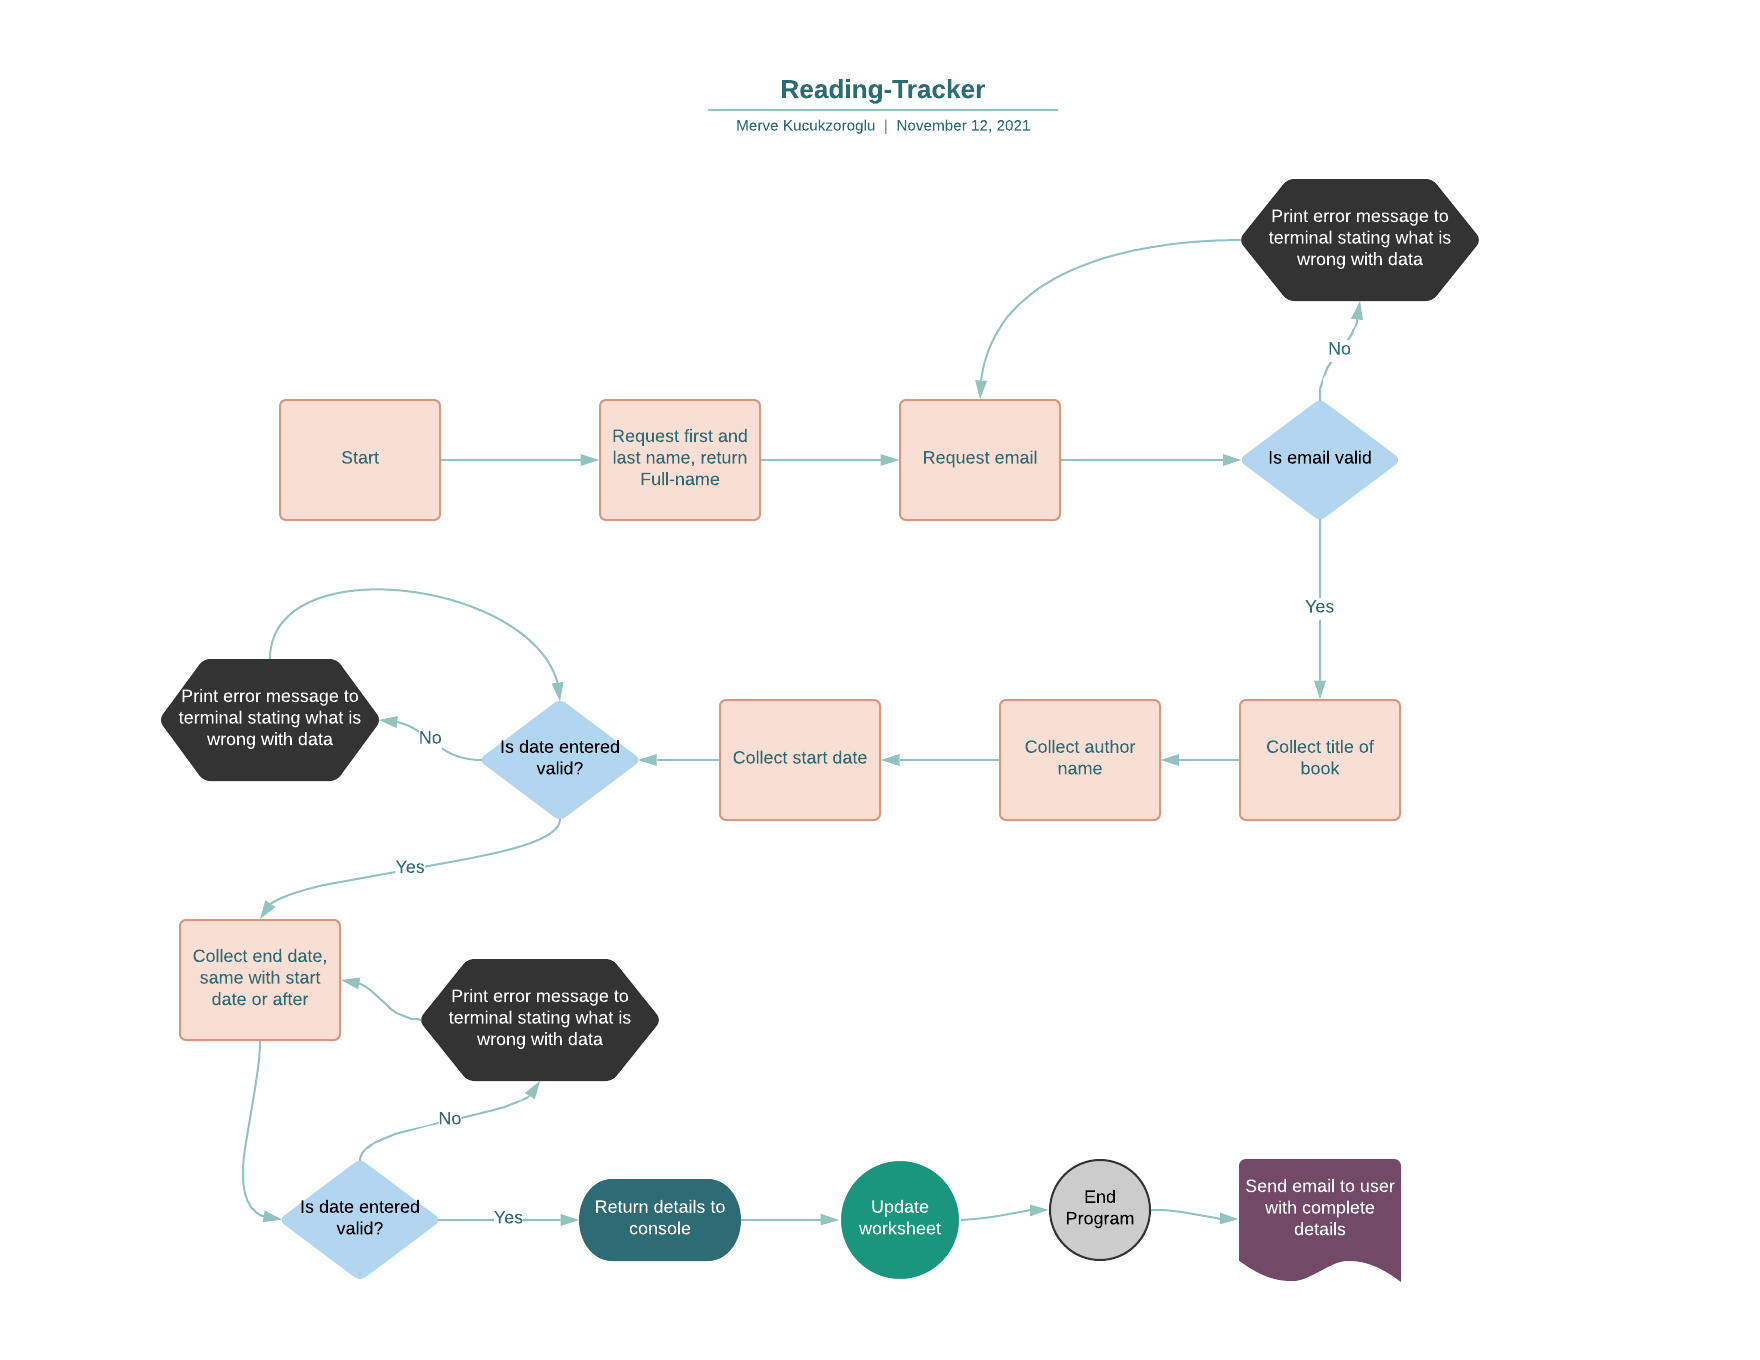 Reading-Tracker
Merve Kucukzoroglu | November 12, 2021
Print error message to
terminal stating what is
wrong with data
No
Start
Request first and
last name, return
Full-name
Request email
Is email valid
Yes
Print error message to
terminal stating what is
wrong with data
No
Is date entered
valid?
Collect start date
Collect author
name
Collect title of
book
Yes
Collect end date,
same with start
date or after
Print error message to
terminal stating what is
wrong with data
No
Is date entered
valid?
Yes
Return details to
console
Update
worksheet
End
Program
Send email to user
with complete
details